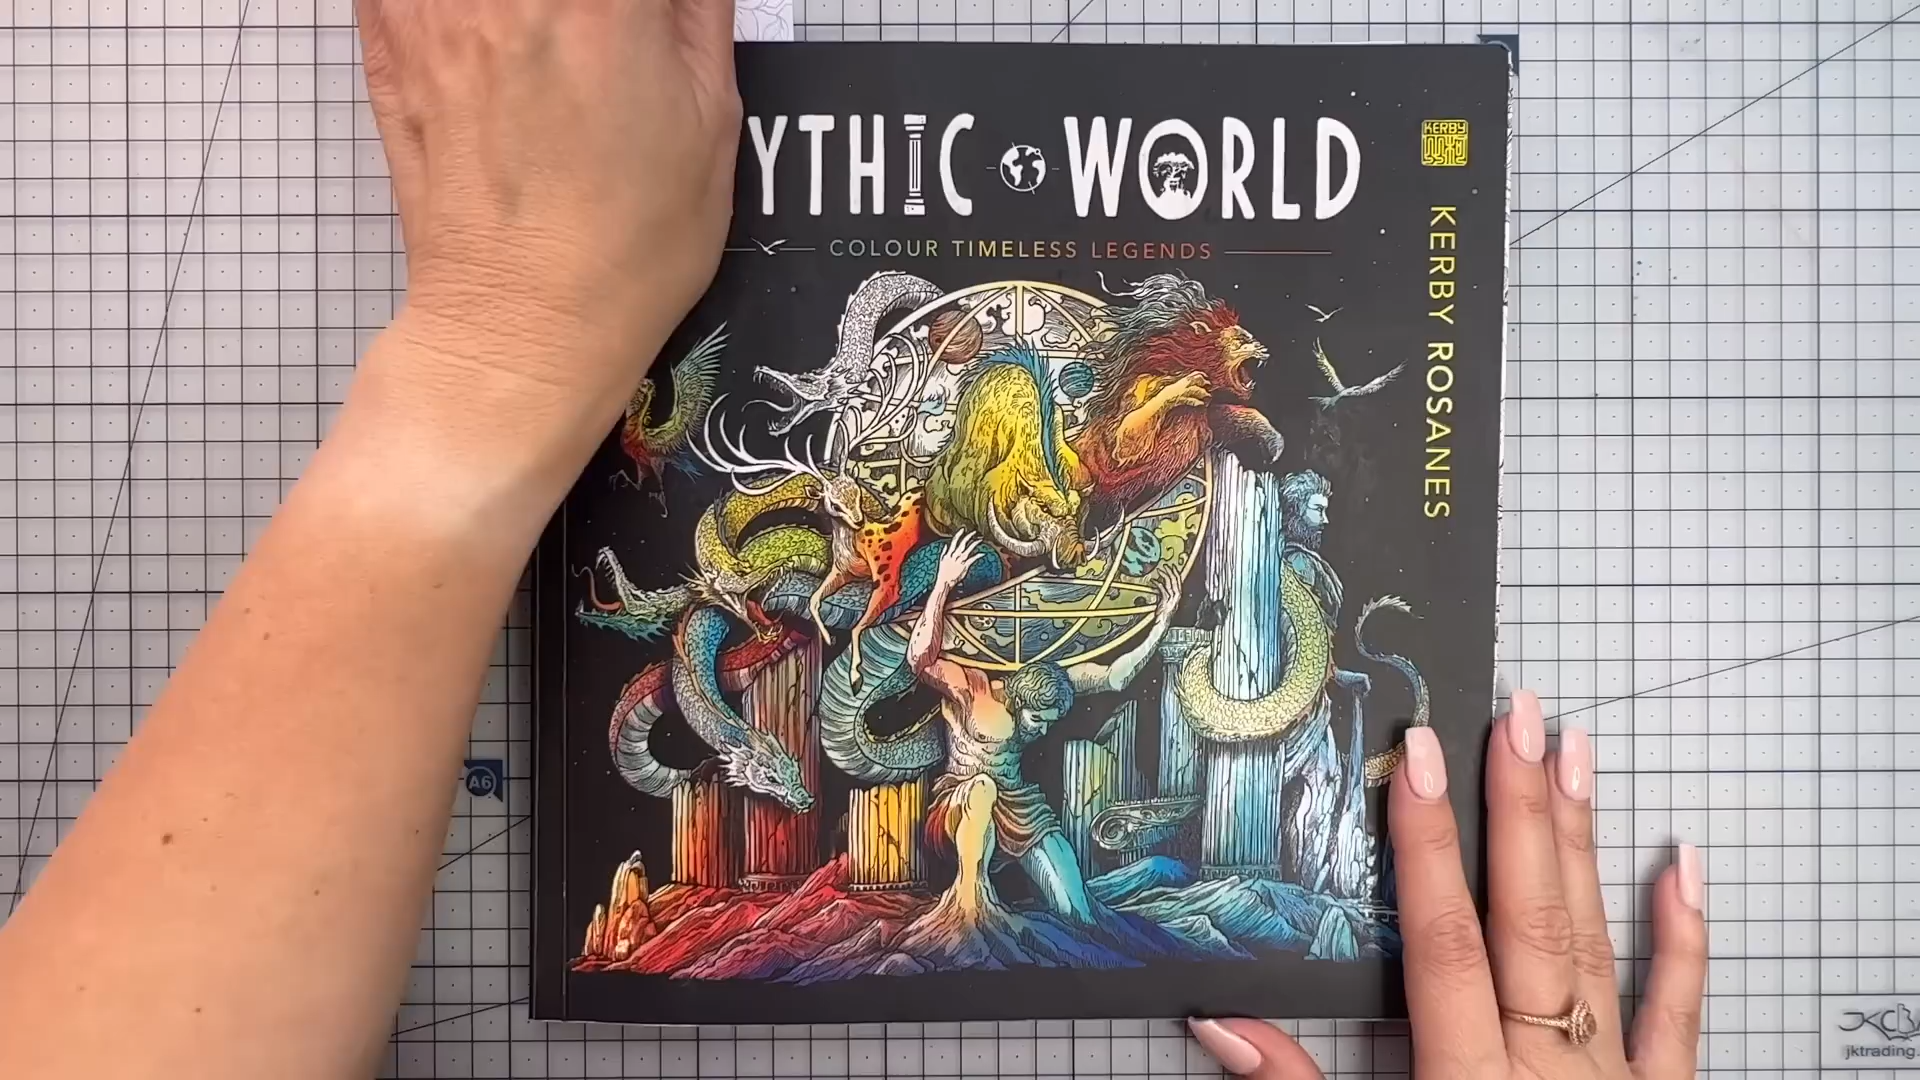 YTHIC WORLD
COLOUR TIMELESS LEGENDS
KERBY
KERBY ROSANES
A6
jktrading.